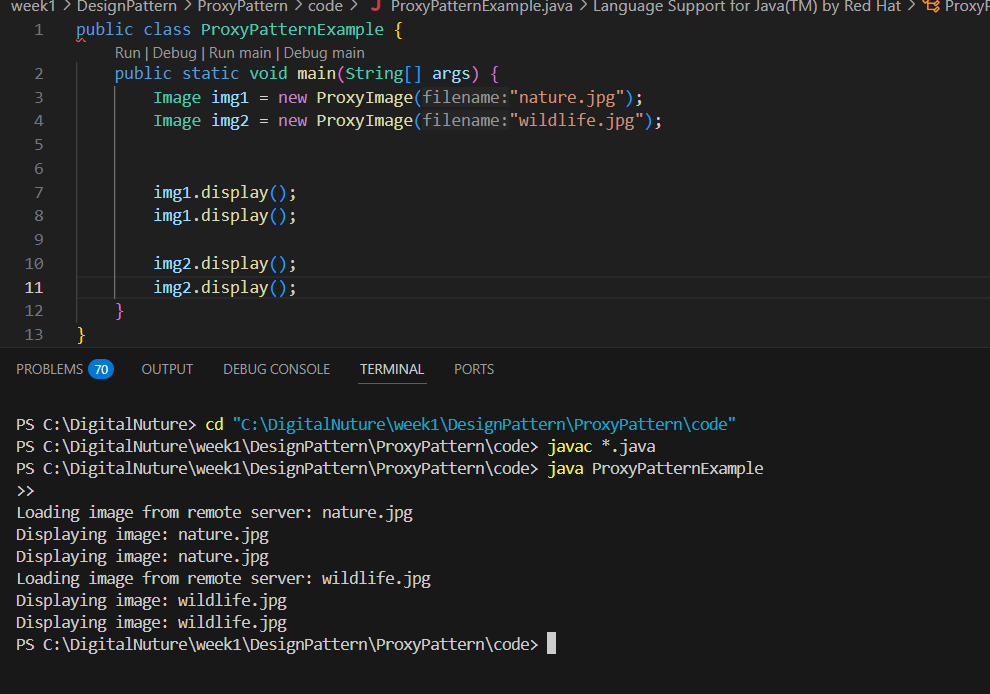 week1 > DesignPattern > ProxyPattern > code > J ProxyPatternExample.java > Language Support for Java(TM) by Red Hat >
1 public class ProxyPatternExample {
Run | Debug | Run main | Debug main
2 public static void main(String[] args) {
3 Image img1 = new ProxyImage(filename:"nature.jpg");
4 Image img2 = new ProxyImage(filename:"wildlife.jpg");
5
6
7 img1.display();
8 img1.display();
9
10 img2.display();
11 img2.display();
12 }
13 }
PROBLEMS 70 OUTPUT DEBUG CONSOLE TERMINAL PORTS
PS C:\DigitalNuture> cd "C:\DigitalNuture\week1\DesignPattern\ProxyPattern\code"
PS C:\DigitalNuture\week1\DesignPattern\ProxyPattern\code> javac *.java
PS C:\DigitalNuture\week1\DesignPattern\ProxyPattern\code> java ProxyPatternExample
>>
Loading image from remote server: nature.jpg
Displaying image: nature.jpg
Displaying image: nature.jpg
Loading image from remote server: wildlife.jpg
Displaying image: wildlife.jpg
Displaying image: wildlife.jpg
PS C:\DigitalNuture\week1\DesignPattern\ProxyPattern\code>